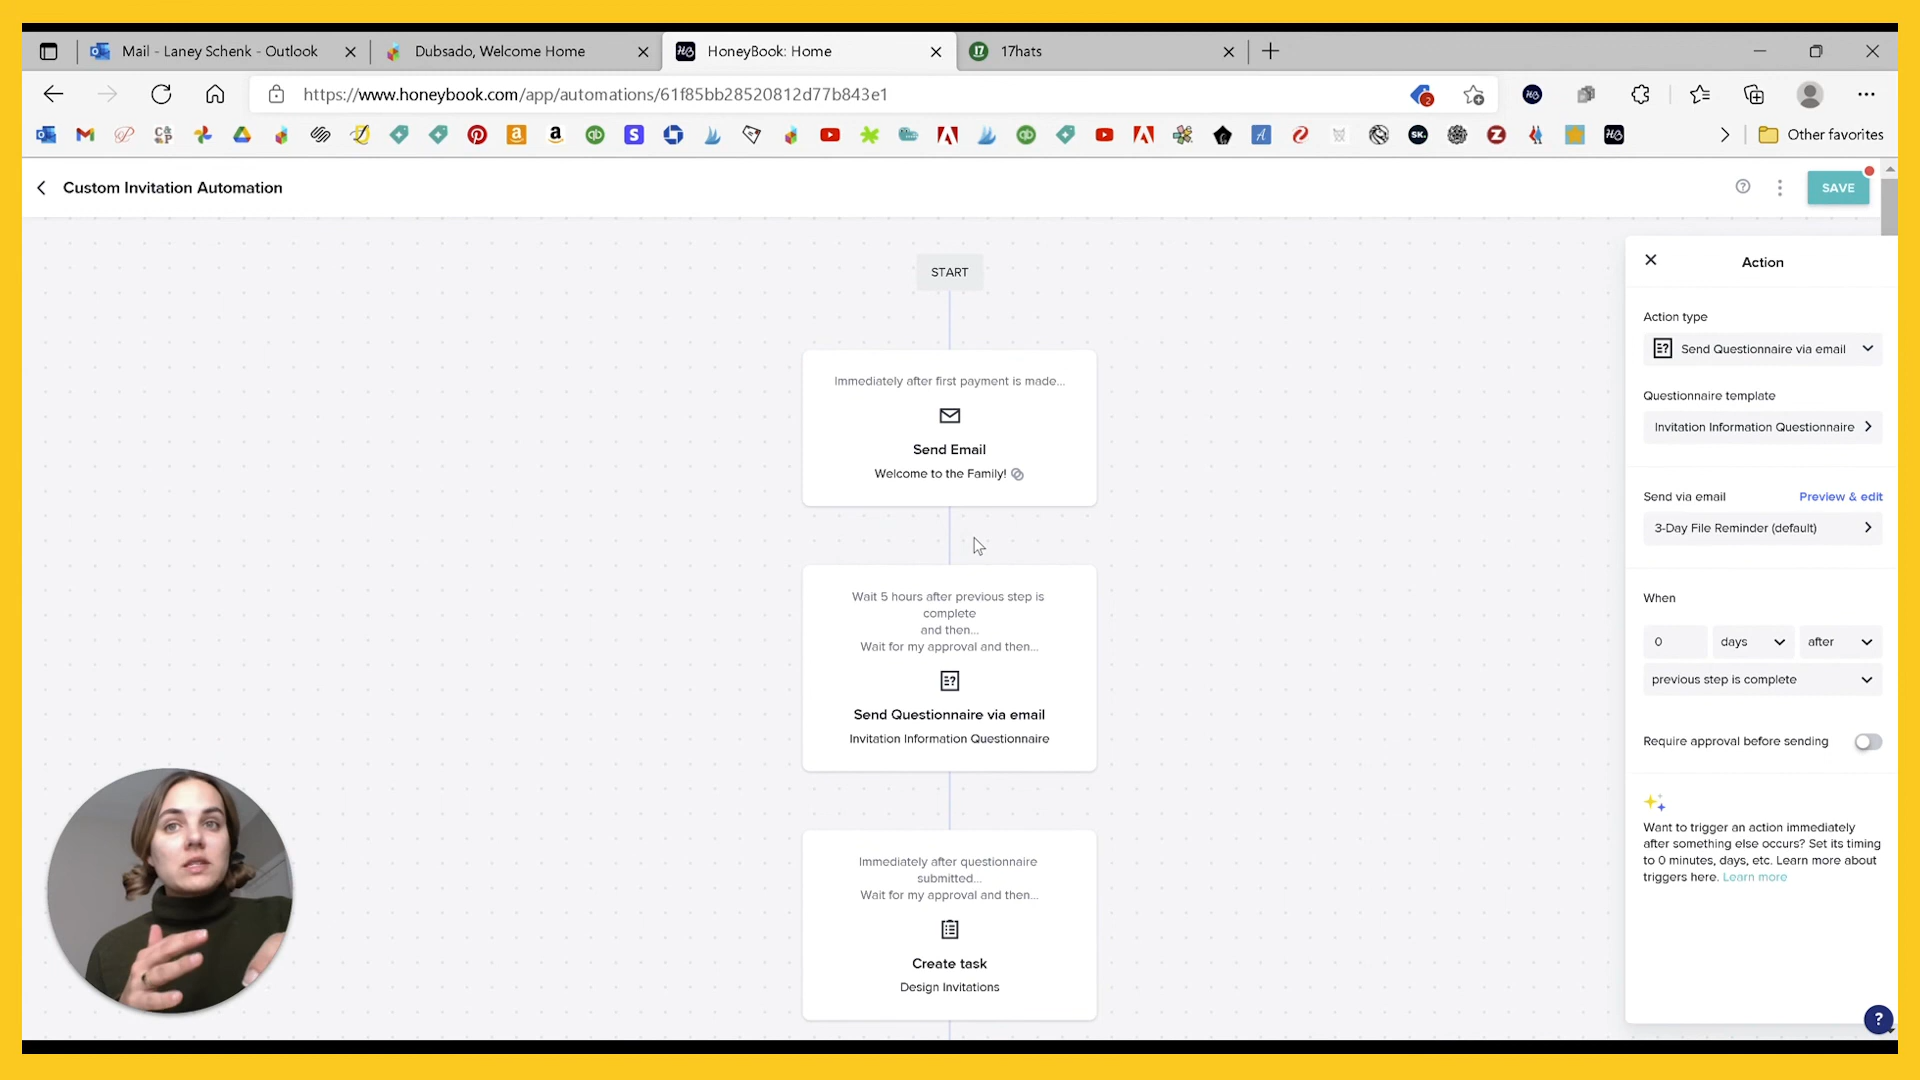 Mail - Laney Schenk - Outlook
Dubsado, Welcome Home
HoneyBook: Home
17hats
https://www.honeybook.com/app/automations/61f85bb28520812d77b843e1
Other favorites
Custom Invitation Automation
SAVE
START
Immediately after first payment is made...
Send Email
Welcome to the Family!
Wait 5 hours after previous step is
complete
and then...
Wait for my approval and then...
Send Questionnaire via email
Invitation Information Questionnaire
Immediately after questionnaire
submitted...
Wait for my approval and then...
Create task
Design Invitations
Action
Action type
Send Questionnaire via email
Questionnaire template
Invitation Information Questionnaire
Send via email
Preview & edit
3-Day File Reminder (default)
When
0
days
after
previous step is complete
Require approval before sending
Want to trigger an action immediately
after something else occurs? Set its timing
to 0 minutes, days, etc. Learn more about
triggers here. Learn more
?